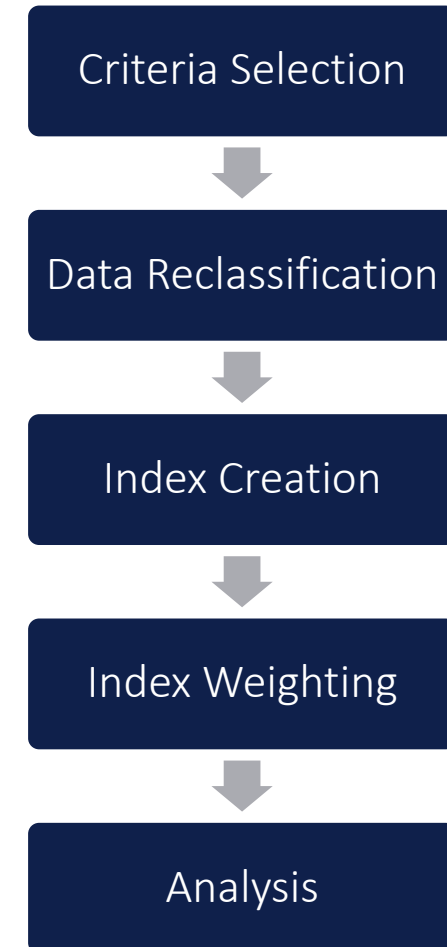 Criteria Selection
Data Reclassification
Index Creation
Index Weighting
Analysis